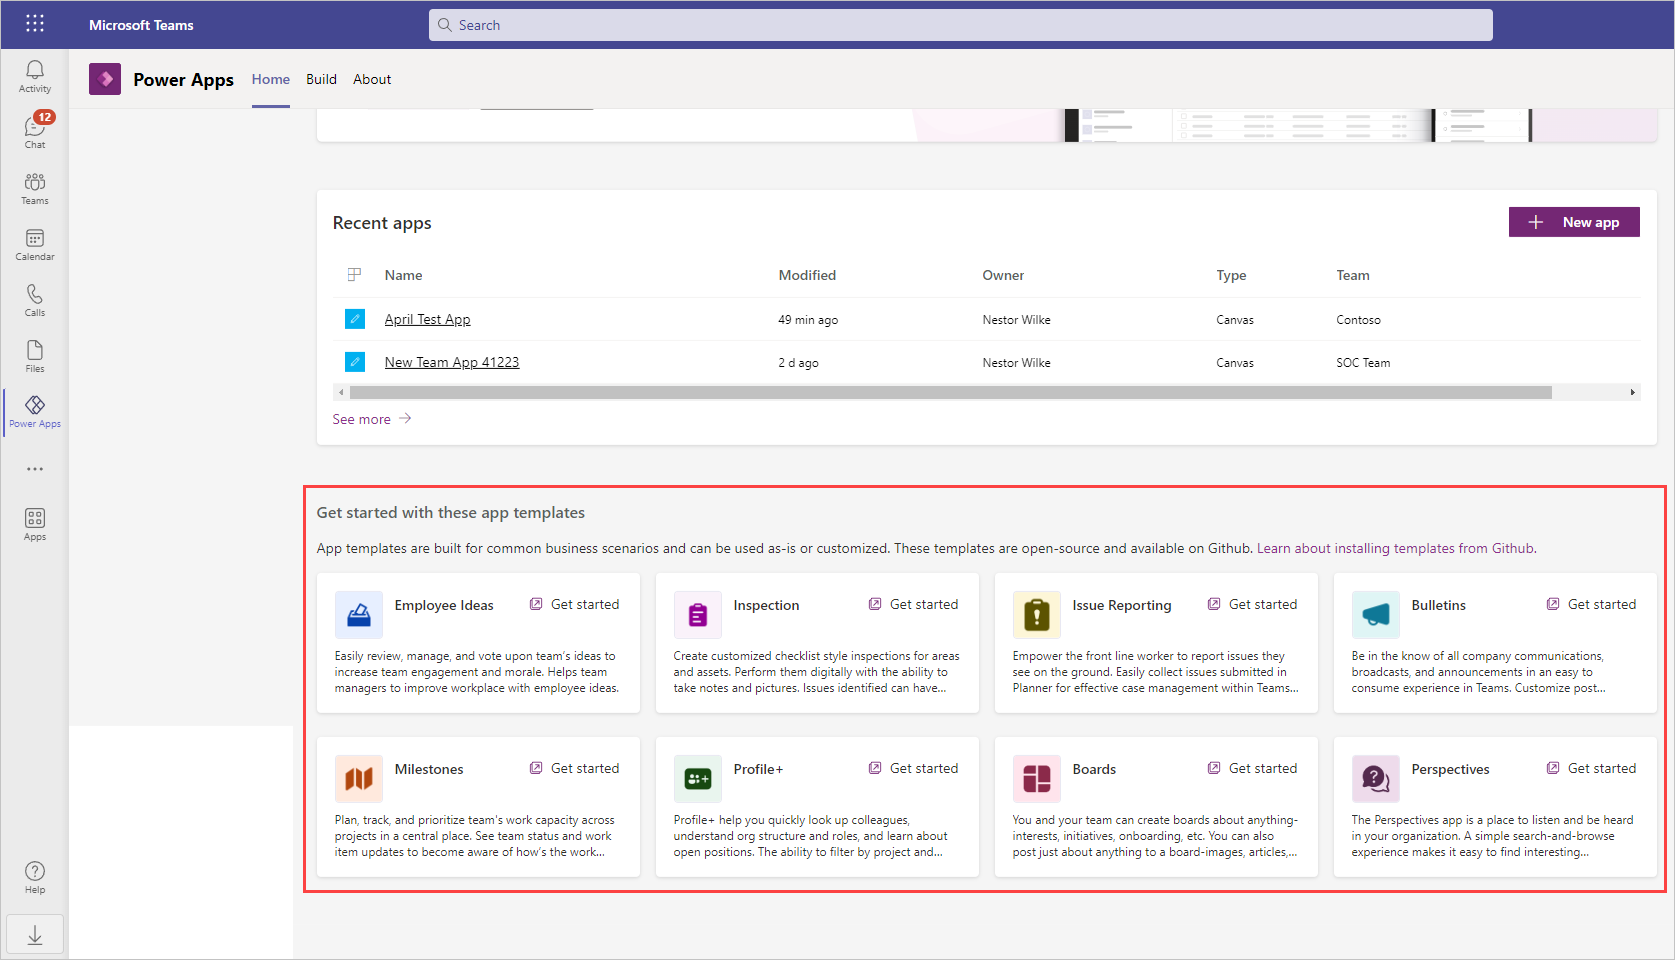 Microsoft Teams
Search
Activity
12
Chat
Teams
Calendar
Calls
Files
Power Apps
Apps
Help
Power Apps
Home
Build
About
Recent apps
New app
Name Modified Owner Type Team
April Test App 49 min ago Nestor Wilke Canvas Contoso
New Team App 41223 2 d ago Nestor Wilke Canvas SOC Team
See more
Get started with these app templates
App templates are built for common business scenarios and can be used as-is or customized. These templates are open-source and available on Github. Learn about installing templates from Github.
Employee Ideas
Get started
Easily review, manage, and vote upon team's ideas to
increase team engagement and morale. Helps team
managers to improve workplace with employee ideas.
Inspection
Get started
Create customized checklist style inspections for areas
and assets. Perform them digitally with the ability to
take notes and pictures. Issues identified can have...
Issue Reporting
Get started
Empower the front line worker to report issues they
see on the ground. Easily collect issues submitted in
Planner for effective case management within Teams...
Bulletins
Get started
Be in the know of all company communications,
broadcasts, and announcements in an easy to
consume experience in Teams. Customize post...
Milestones
Get started
Plan, track, and prioritize team's work capacity across
projects in a central place. See team status and work
item updates to become aware of how's the work...
Profile+
Get started
Profile+ help you quickly look up colleagues,
understand org structure and roles, and learn about
open positions. The ability to filter by project and...
Boards
Get started
You and your team can create boards about anything-
interests, initiatives, onboarding, etc. You can also
post just about anything to a board-images, articles,...
Perspectives
Get started
The Perspectives app is a place to listen and be heard
in your organization. A simple search-and-browse
experience makes it easy to find interesting...